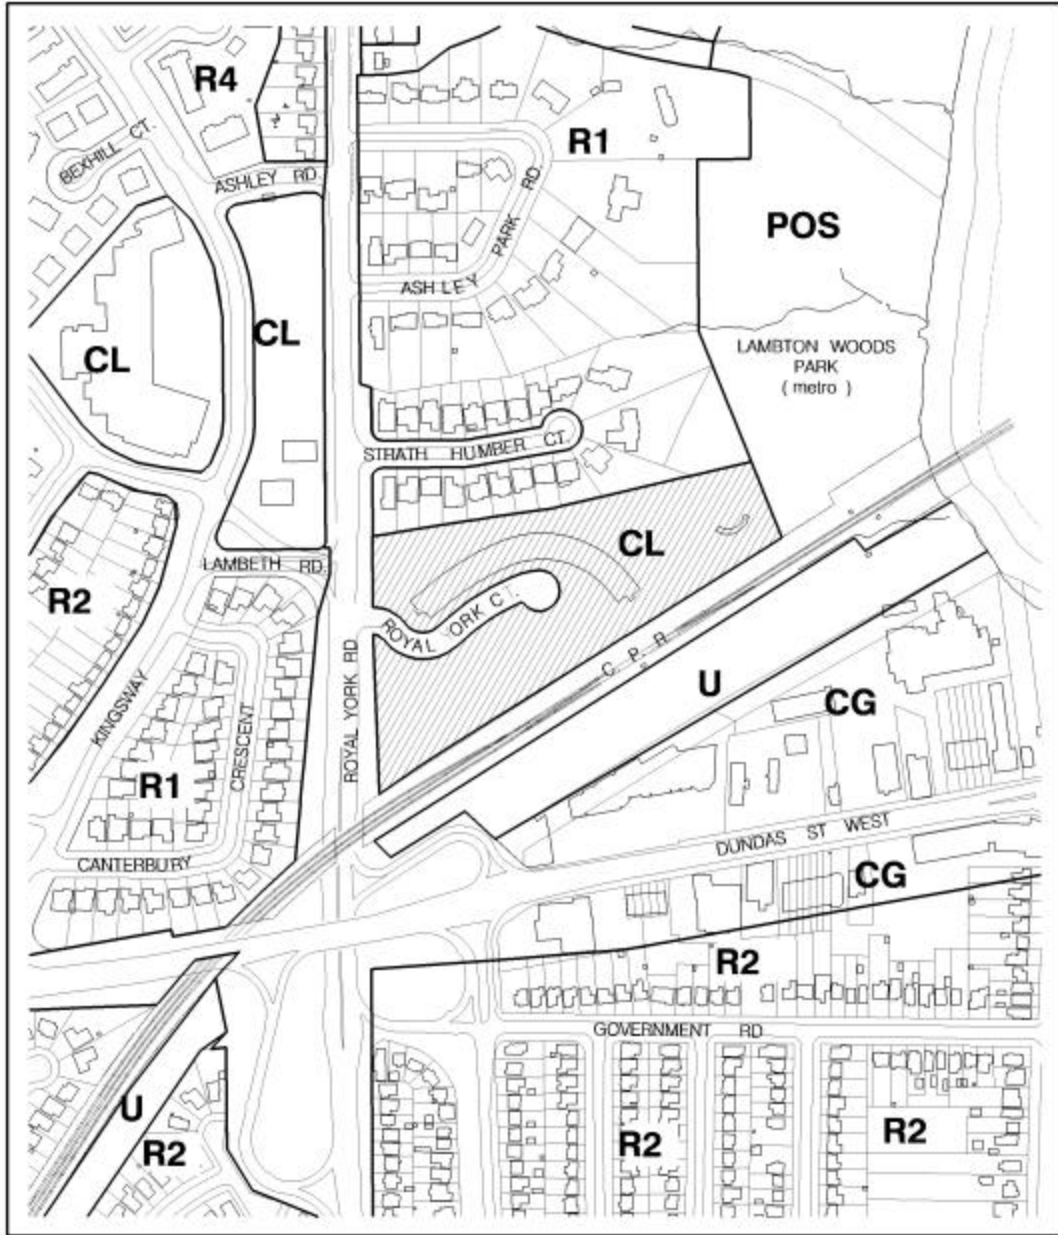 R4
BEXHILL CT.
ASHLEY RD.
R1
POS
ASHLEY PARK RD.
CL
CL
LAMBTON WOODS
PARK
( metro )
STRATH HUMBER CT.
CL
LAMBETH RD.
R2
ROYAL YORK CT.
C. P. R.
KINGSWAY
ROYAL YORK RD
U
CG
CRESCENT
R1
DUNDAS ST WEST
CANTERBURY
CG
R2
GOVERNMENT RD
U
R2
R2
R2